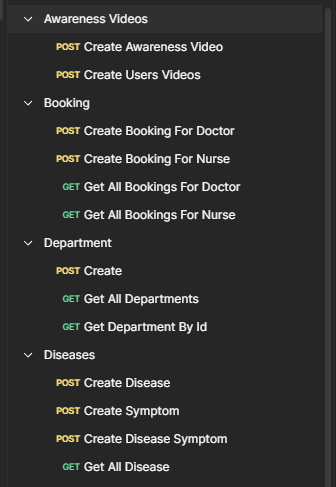 Awareness Videos
POST Create Awareness Video
POST Create Users Videos
Booking
POST Create Booking For Doctor
POST Create Booking For Nurse
GET Get All Bookings For Doctor
GET Get All Bookings For Nurse
Department
POST Create
GET Get All Departments
GET Get Department By Id
Diseases
POST Create Disease
POST Create Symptom
POST Create Disease Symptom
GET Get All Disease